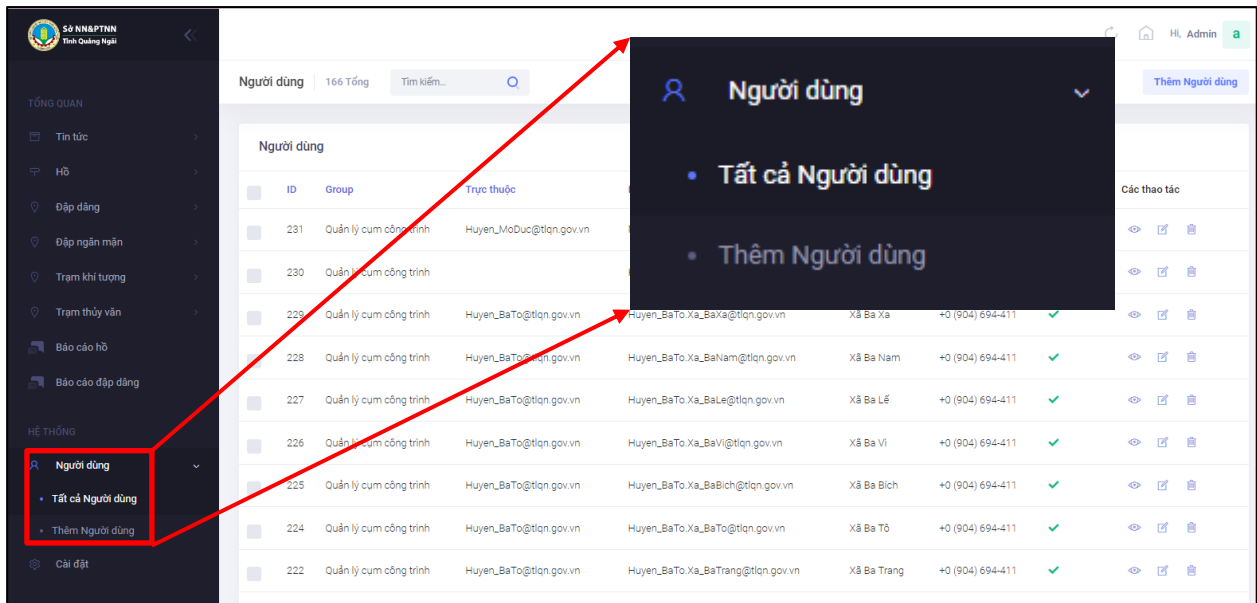 Sở NN&PTNN
Tỉnh Quảng Ngãi
Hi, Admin a
Người dùng 166 Tổng Tìm kiếm... Thêm Người dùng
TỔNG QUAN
Tin tức
Hồ
Đập dâng
Đập ngăn mặn
Trạm khí tượng
Trạm thủy văn
Báo cáo hồ
Báo cáo đập dâng
HỆ THỐNG
Người dùng
Tất cả Người dùng
Thêm Người dùng
Cài đặt
Người dùng
ID Group Trực thuộc Các thao tác
231 Quản lý cụm công trình Huyen_MoDuc@tlqn.gov.vn
230 Quản lý cụm công trình
229 Quản lý cụm công trình Huyen_BaTo@tlqn.gov.vn Huyen_BaTo.Xa_BaXa@tlqn.gov.vn Xã Ba Xa +0 (904) 694-411
228 Quản lý cụm công trình Huyen_BaTo@tlqn.gov.vn Huyen_BaTo.Xa_BaNam@tlqn.gov.vn Xã Ba Nam +0 (904) 694-411
227 Quản lý cụm công trình Huyen_BaTo@tlqn.gov.vn Huyen_BaTo.Xa_BaLe@tlqn.gov.vn Xã Ba Lế +0 (904) 694-411
226 Quản lý cụm công trình Huyen_BaTo@tlqn.gov.vn Huyen_BaTo.Xa_BaVi@tlqn.gov.vn Xã Ba Vì +0 (904) 694-411
225 Quản lý cụm công trình Huyen_BaTo@tlqn.gov.vn Huyen_BaTo.Xa_BaBich@tlqn.gov.vn Xã Ba Bích +0 (904) 694-411
224 Quản lý cụm công trình Huyen_BaTo@tlqn.gov.vn Huyen_BaTo.Xa_BaTo@tlqn.gov.vn Xã Ba Tô +0 (904) 694-411
222 Quản lý cụm công trình Huyen_BaTo@tlqn.gov.vn Huyen_BaTo.Xa_BaTrang@tlqn.gov.vn Xã Ba Trang +0 (904) 694-411
Người dùng
Tất cả Người dùng
Thêm Người dùng